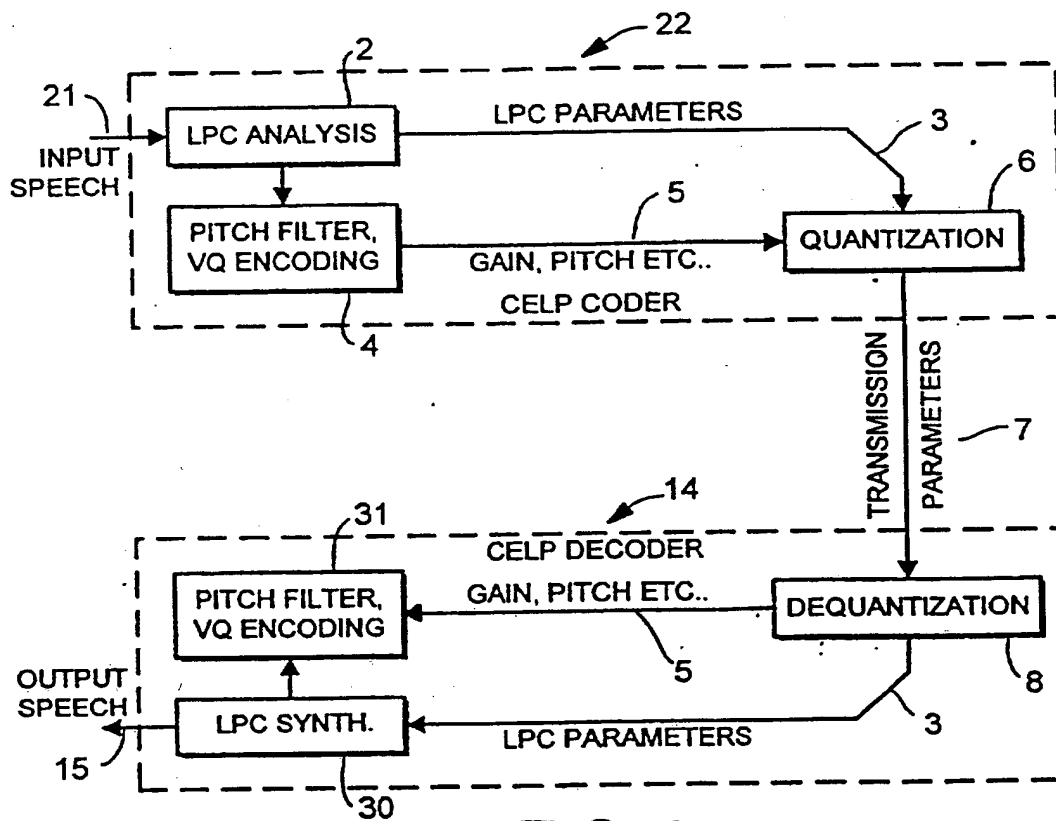 22
2
21
LPC ANALYSIS
LPC PARAMETERS
3
INPUT
SPEECH
6
5
PITCH FILTER,
VQ ENCODING
QUANTIZATION
GAIN, PITCH ETC..
CELP CODER
4
TRANSMISSION
PARAMETERS
7
14
31
CELP DECODER
PITCH FILTER,
VQ ENCODING
GAIN, PITCH ETC..
DEQUANTIZATION
5
8
OUTPUT
SPEECH
3
LPC SYNTH.
LPC PARAMETERS
15
30